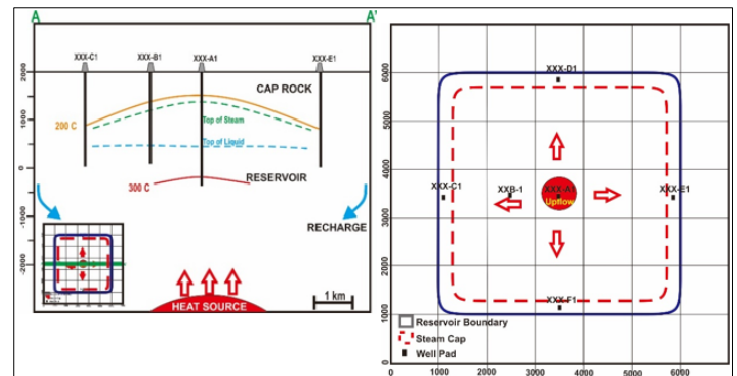 A
A'
XXX-C1
XXX-B1
XXX-A1
XXX-E1
2000
1000
0
-1000
-2000
CAP ROCK
200 C
Top of Steam
Top of Liquid
300 C
RESERVOIR
RECHARGE
HEAT SOURCE
1 km
6000
5000
4000
3000
2000
1000
0
XXX-D1
XXX-C1
XXB-1
XXX-A1
Upflow
XXX-E1
XXX-F1
Reservoir Boundary
Steam Cap
Well Pad
0
1000
2000
3000
4000
5000
6000